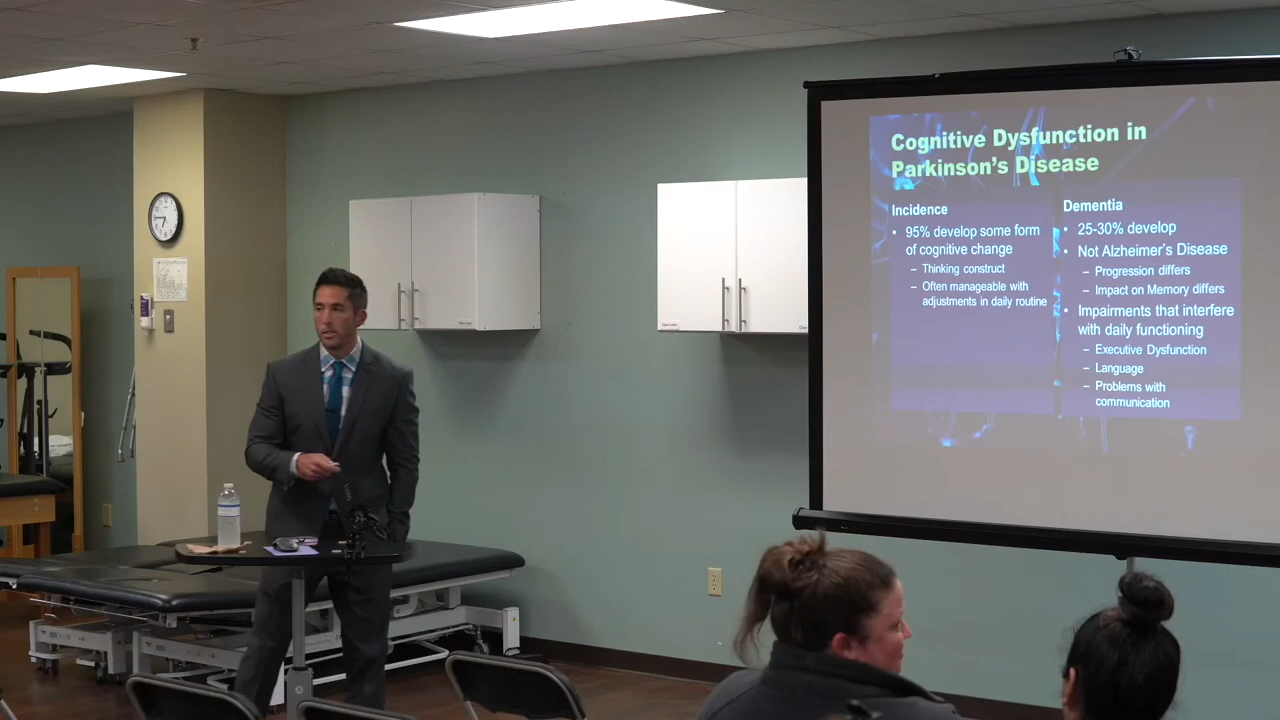 Cognitive Dysfunction in
Parkinson's Disease
Incidence
• 95% develop some form
of cognitive change
– Thinking construct
– Often manageable with
adjustments in daily routine
Dementia
• 25-30% develop
• Not Alzheimer's Disease
– Progression differs
– Impact on Memory differs
• Impairments that interfere
with daily functioning
– Executive Dysfunction
– Language
– Problems with
communication